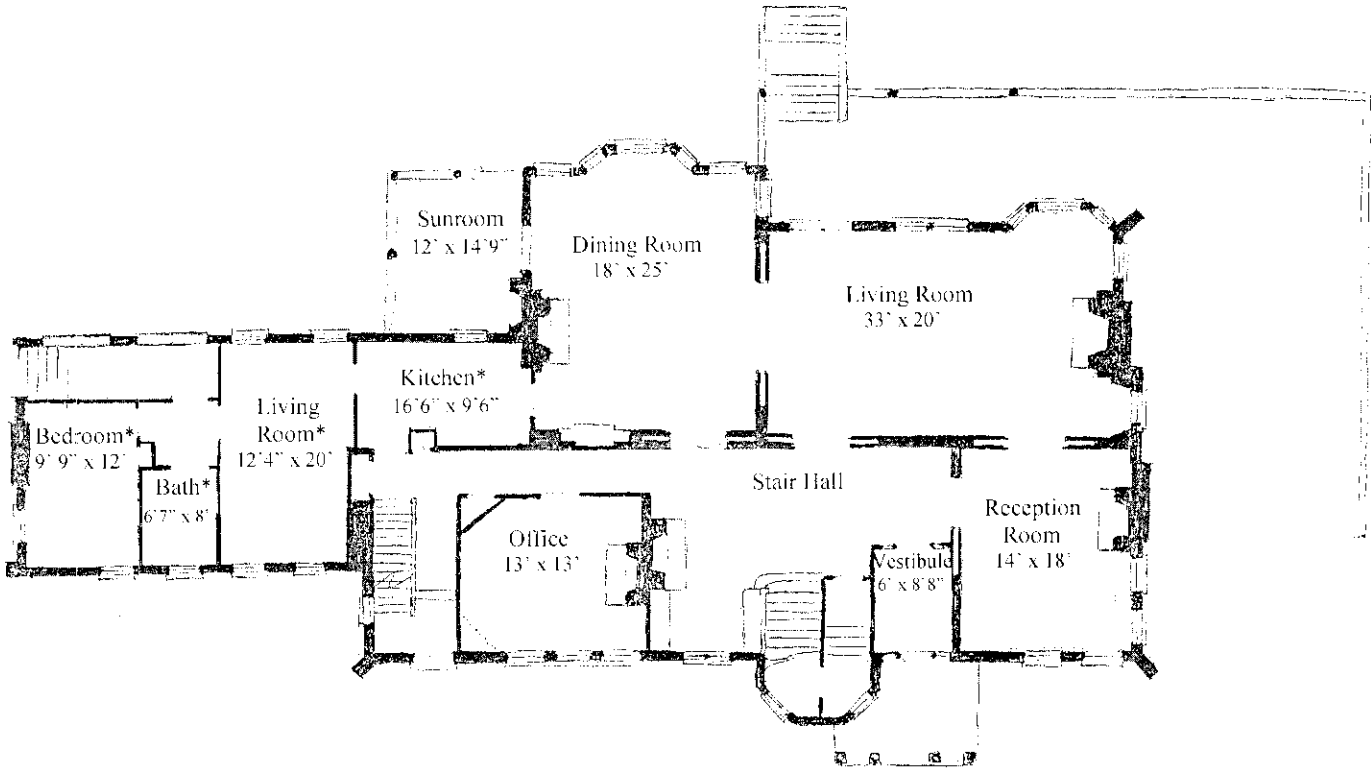 Sunroom
12' x 14'9"
Dining Room
18' x 25'
Living Room
33' x 20'
Kitchen*
16'6" x 9'6"
Living
Room*
12'4" x 20'
Bedroom*
9' 9" x 12'
Bath*
6'7" x 8'
Stair Hall
Office
13' x 13'
Reception
Room
14' x 18'
Vestibule
6' x 8'8"